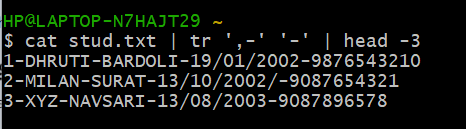 HP@LAPTOP-N7HAJT29 ~
$ cat stud.txt | tr ',-' '-' | head -3
1-DHRUTI-BARDOLI-19/01/2002-9876543210
2-MILAN-SURAT-13/10/2002/-9087654321
3-XYZ-NAVSARI-13/08/2003-9087896578